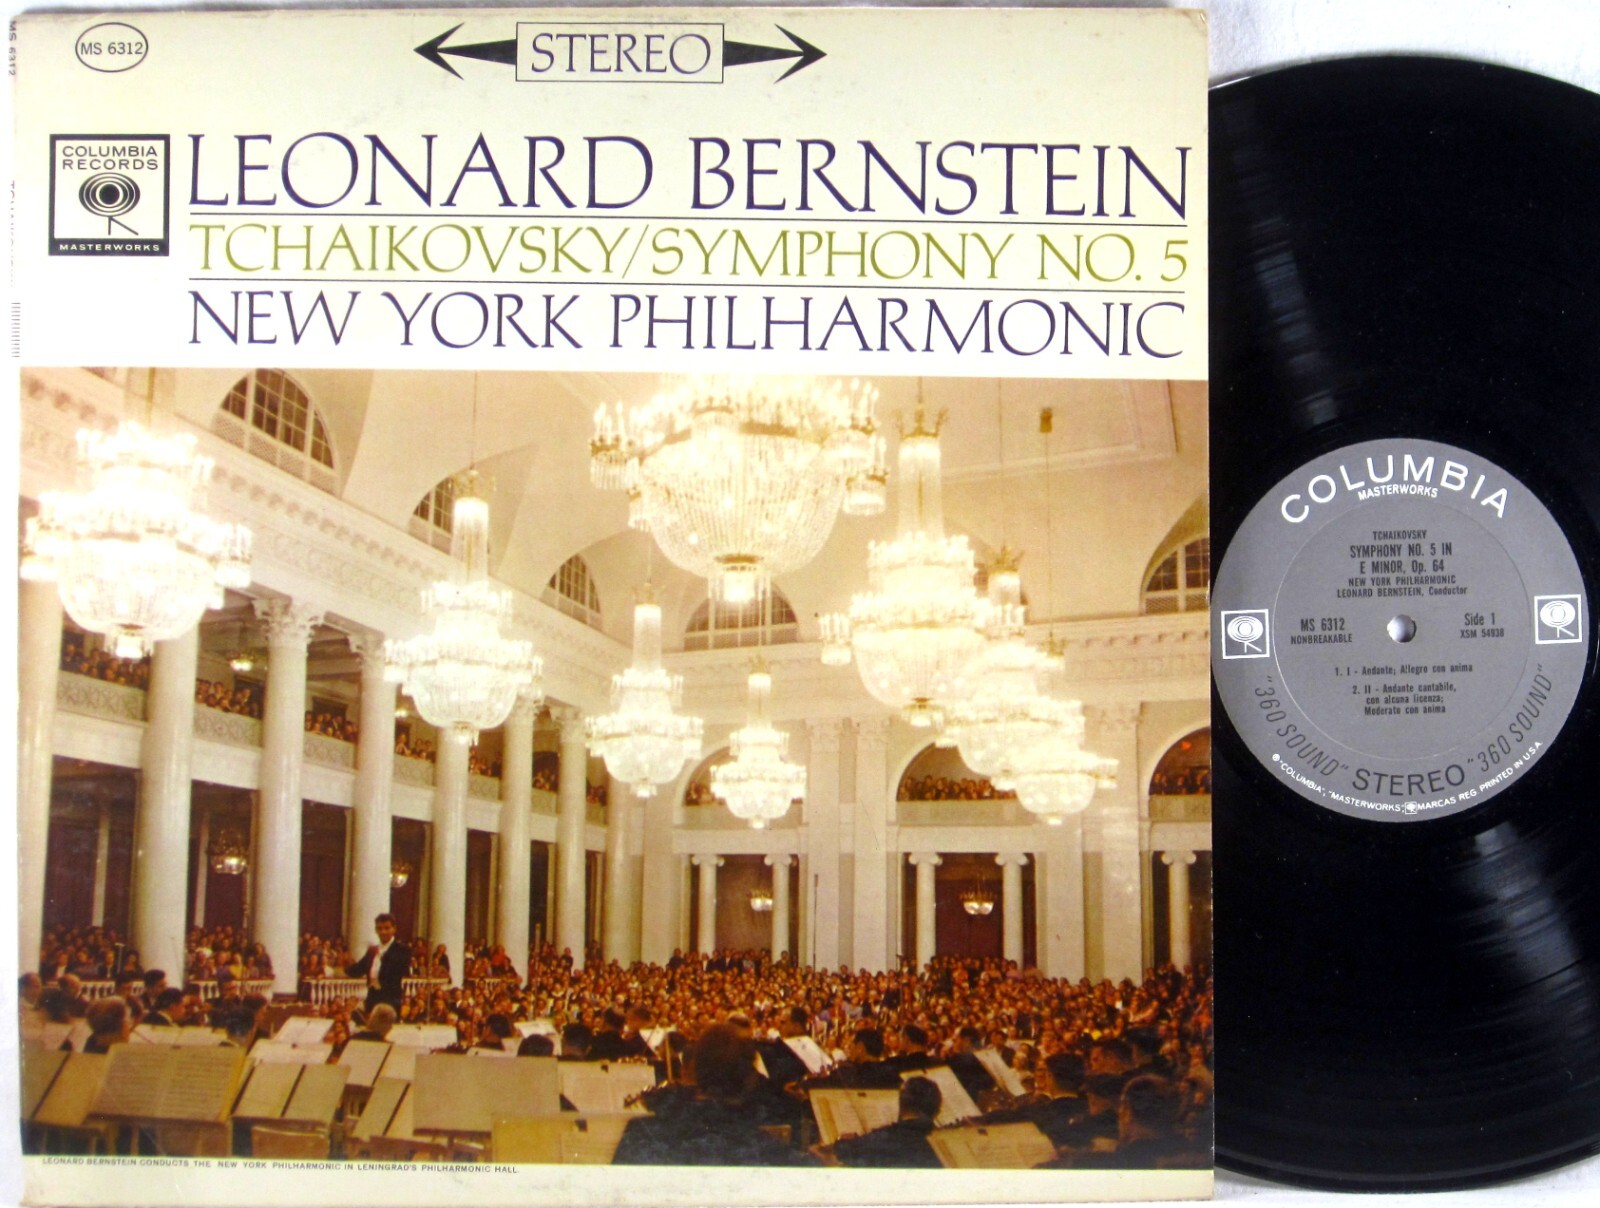 MS 6312
MS 6312
STEREO
COLUMBIA
RECORDS
MASTERWORKS
LEONARD BERNSTEIN
TCHAIKOVSKY/SYMPHONY NO. 5
NEW YORK PHILHARMONIC
LEONARD BERNSTEIN CONDUCTS THE NEW YORK PHILHARMONIC IN LENINGRAD'S PHILHARMONIC HALL
COLUMBIA
MASTERWORKS
TCHAIKOVSKY
SYMPHONY NO. 5 IN
E MINOR, Op. 64
NEW YORK PHILHARMONIC
LEONARD BERNSTEIN, Conductor
MS 6312
NONBREAKABLE
Side 1
XSM 54938
1. I - Andante; Allegro con anima
2. II - Andante cantabile,
con alcuna licenza;
Moderato con anima
"360 SOUND" STEREO "360 SOUND"
℗"COLUMBIA", "MASTERWORKS", MARCAS REG. PRINTED IN U.S.A.